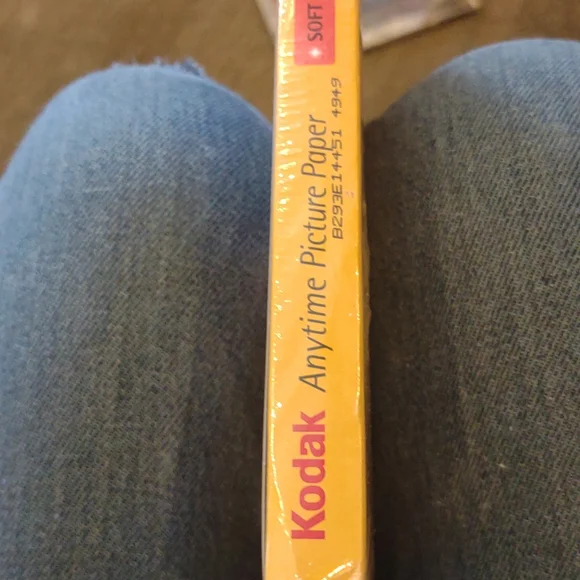 Kodak Anytime Picture Paper
B293E14451 4949
SOFT